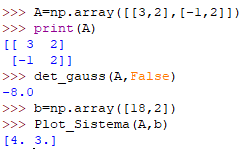 >>> A=np.array([[3,2],[-1,2]])
>>> print(A)
[[ 3  2]
 [-1  2]]
>>> det_gauss(A,False)
-8.0
>>> b=np.array([18,2])
>>> Plot_Sistema(A,b)
[4. 3.]